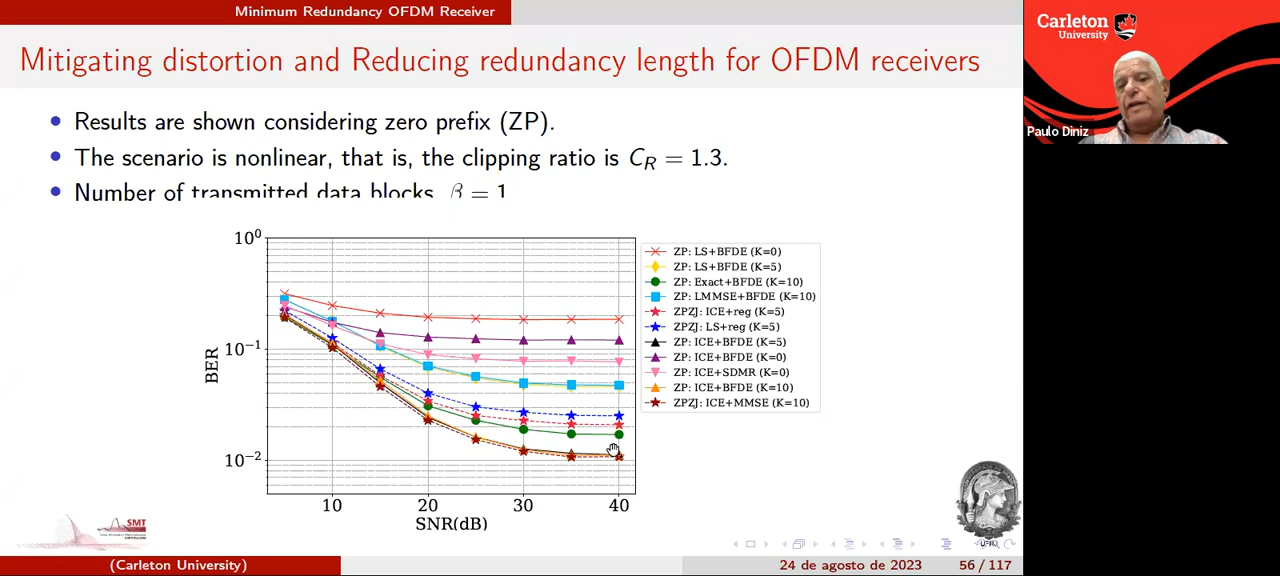 Minimum Redundancy OFDM Receiver
Mitigating distortion and Reducing redundancy length for OFDM receivers
Results are shown considering zero prefix (ZP).
The scenario is nonlinear, that is, the clipping ratio is C_R = 1.3.
Number of transmitted data blocks, β = 1
10^0
10^-1
10^-2
BER
10
20
30
40
SNR(dB)
ZP: LS+BFDE (K=0)
ZP: LS+BFDE (K=5)
ZP: Exact+BFDE (K=10)
ZP: LMMSE+BFDE (K=10)
ZPZJ: ICE+reg (K=5)
ZPZJ: LS+reg (K=5)
ZP: ICE+BFDE (K=5)
ZP: ICE+BFDE (K=0)
ZP: ICE+SDMR (K=0)
ZP: ICE+BFDE (K=10)
ZPZJ: ICE+MMSE (K=10)
SMT
UFRJ
(Carleton University)
24 de agosto de 2023
56 / 117
Carleton
University
Paulo Diniz